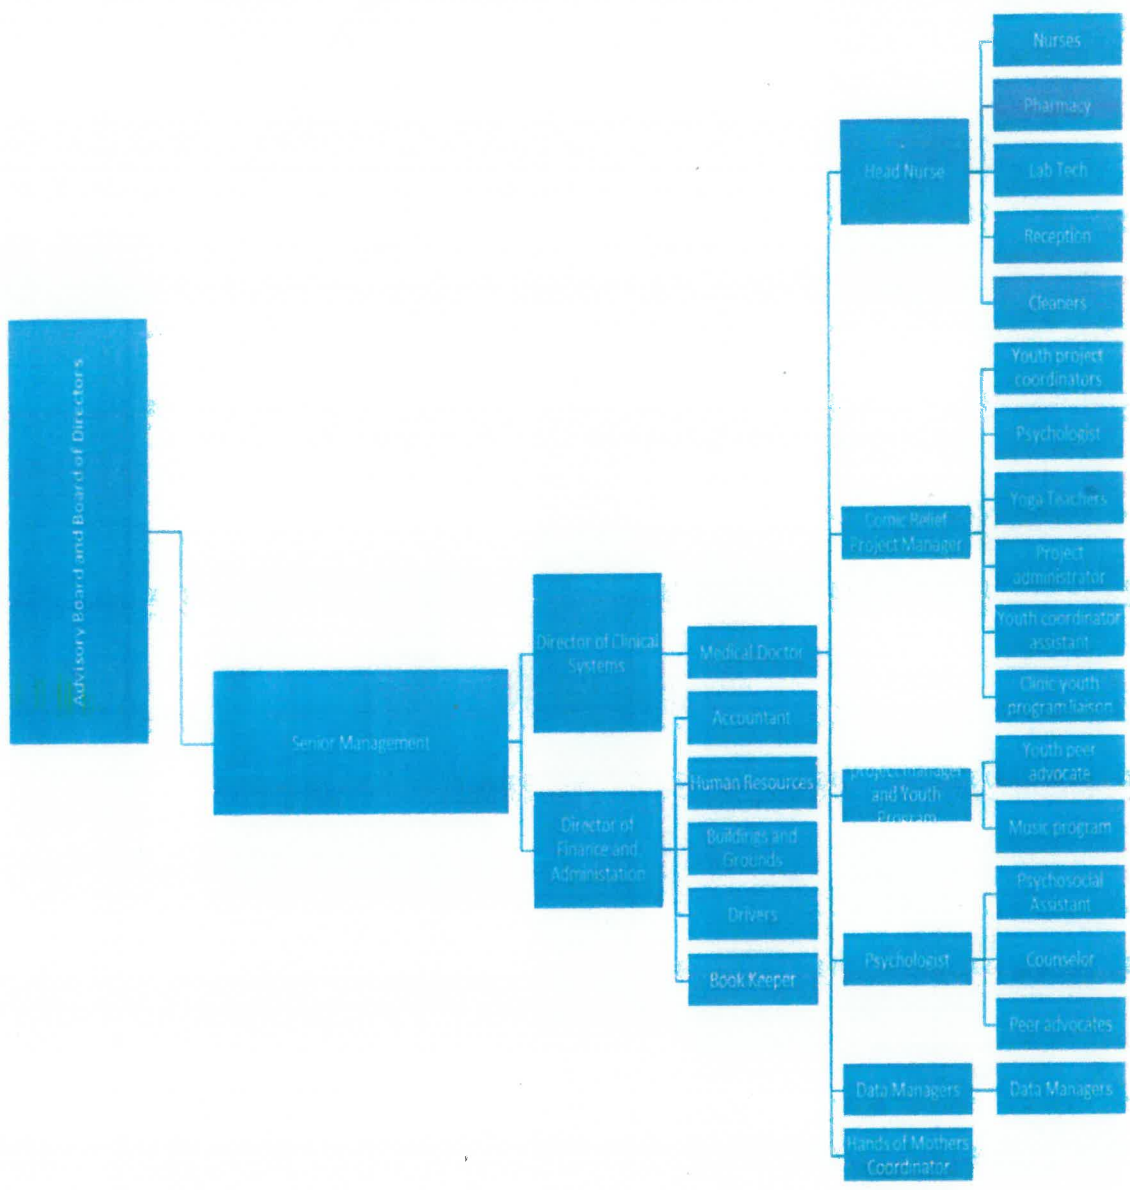 Advisory Board and Board of Directors
Senior Management
Director of Clinical
Systems
Director of
Finance and
Administation
Medical Doctor
Accountant
Human Resources
Buildings and
Grounds
Drivers
Book Keeper
Head Nurse
Comic Relief
Project Manager
project manager
and Youth
Program
Psychologist
Data Managers
Hands of Mothers
Coordinator
Nurses
Pharmacy
Lab Tech
Reception
Cleaners
Youth project
coordinators
Psychologist
Yoga Teachers
Project
administrator
Youth coordinator
assistant
Clinic youth
program liaison
Youth peer
advocate
Music program
Psychosocial
Assistant
Counselor
Peer advocates
Data Managers